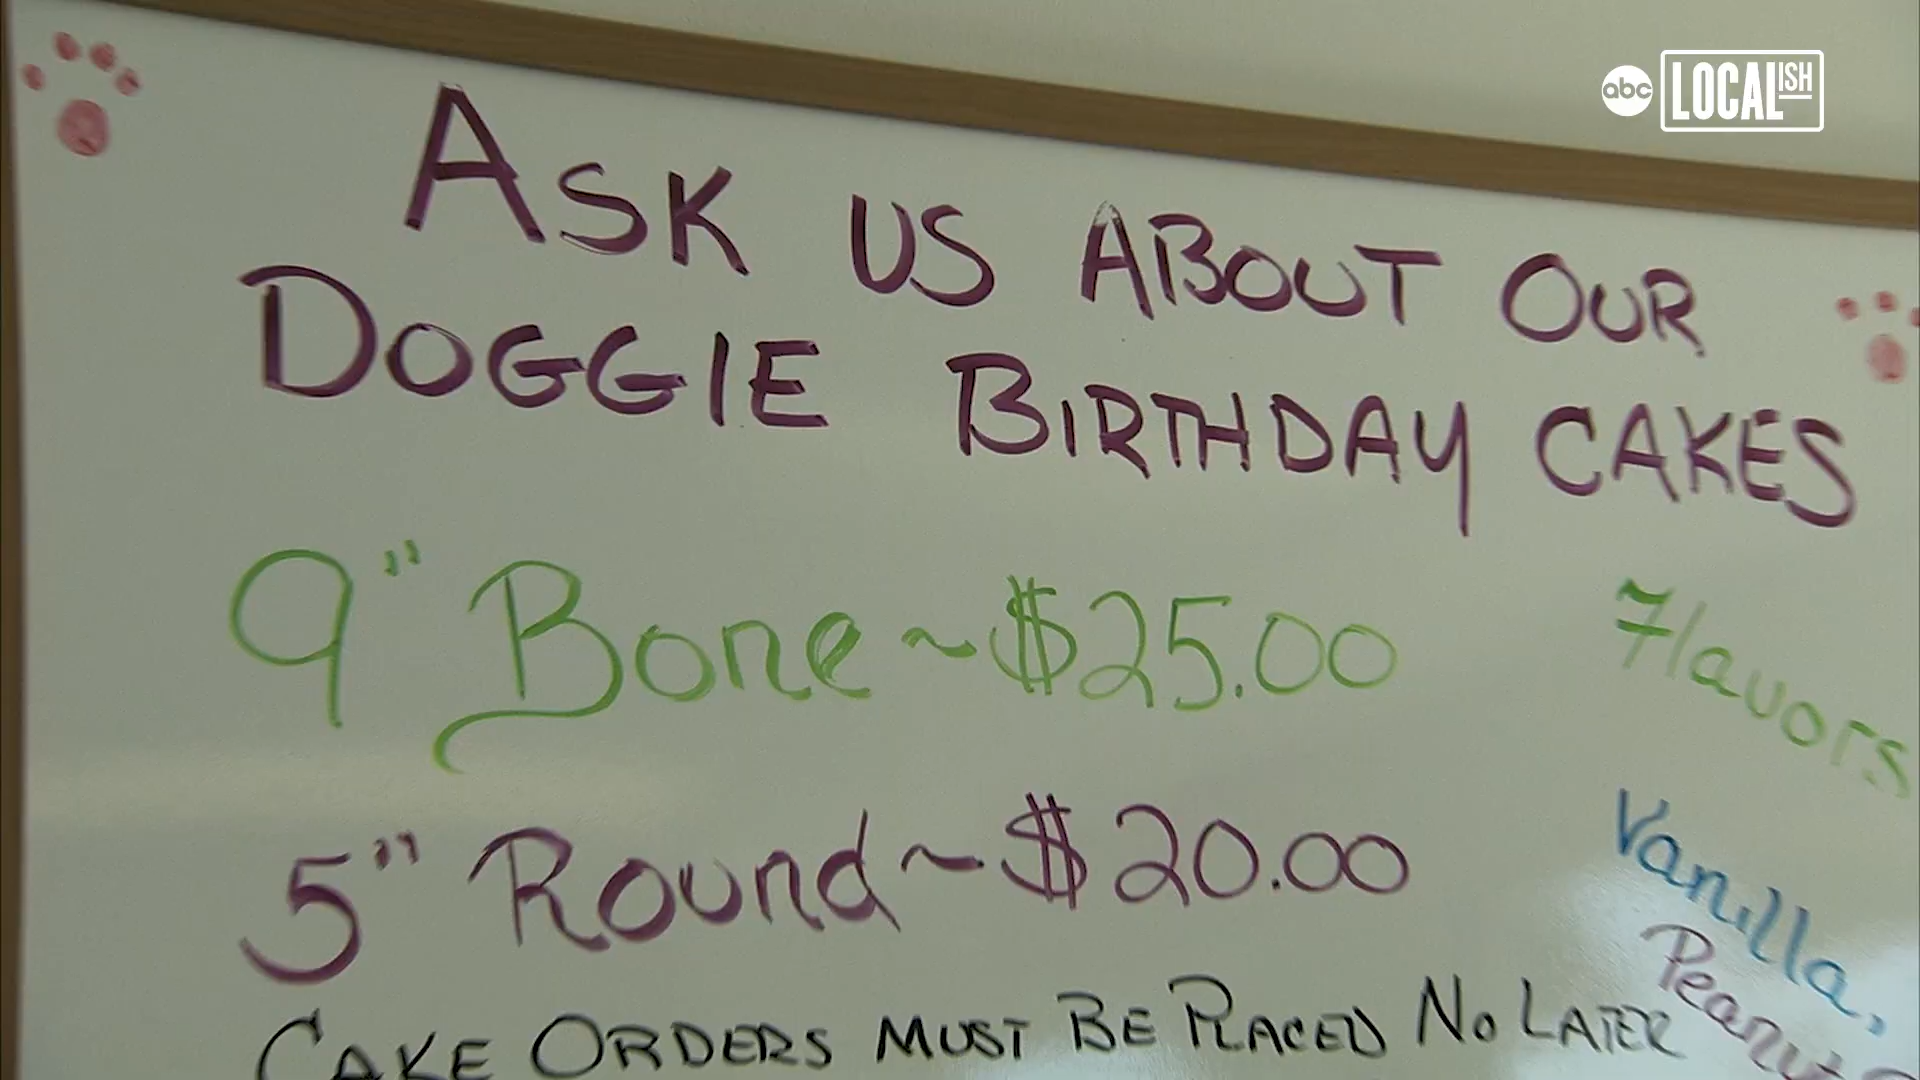 abc LOCALISH
ASK US ABOUT OUR
DOGGIE BIRTHDAY CAKES
9" Bone ~ $25.00
Flavors
5" Round ~ $20.00
Vanilla,
Peanut
CAKE ORDERS MUST BE PLACED NO LATER